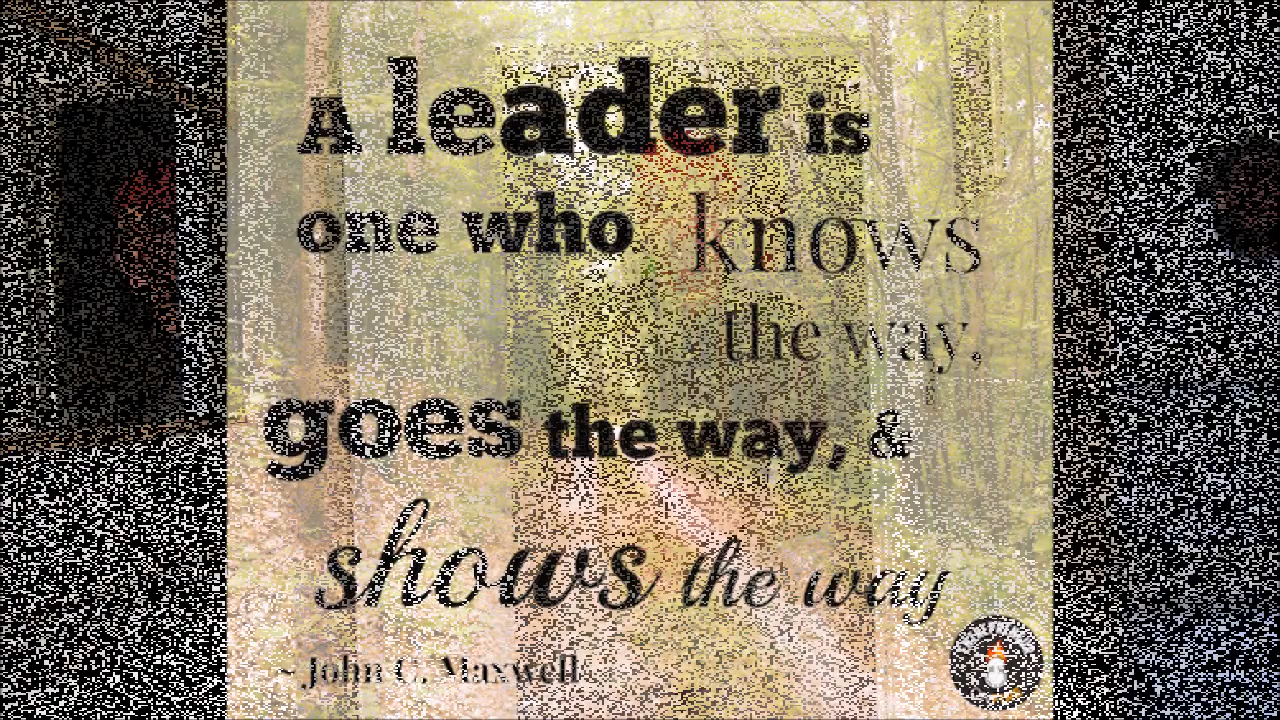 A leader is
one who knows
the way,
goes the way, &
shows the way
~ John C. Maxwell